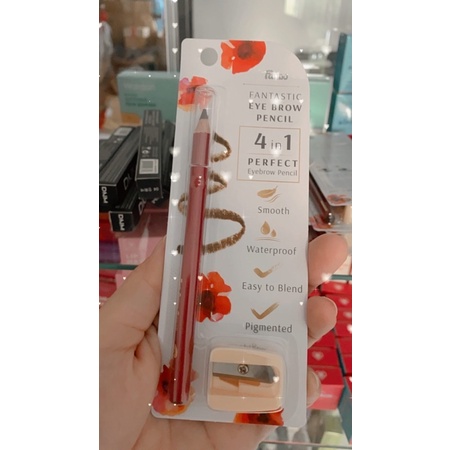 FANTASTIC
EYE BROW
PENCIL
4 in 1
PERFECT
Eyebrow Pencil
Smooth
Waterproof
Easy to Blend
Pigmented